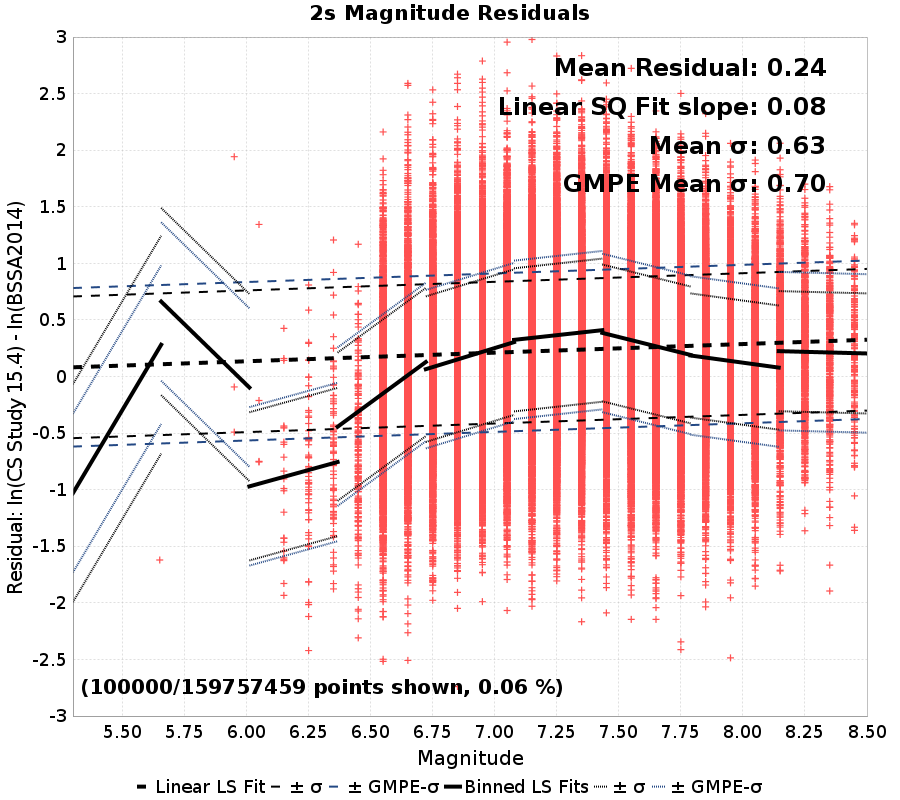 2s Magnitude Residuals
Mean Residual: 0.24
Linear SQ Fit slope: 0.08
Mean σ: 0.63
GMPE Mean σ: 0.70
Residual: ln(CS Study 15.4) - ln(BSSA2014)
3
2.5
2
1.5
1
0.5
0
-0.5
-1
-1.5
-2
-2.5
-3
(100000/159757459 points shown, 0.06 %)
5.50 5.75 6.00 6.25 6.50 6.75 7.00 7.25 7.50 7.75 8.00 8.25 8.50
Magnitude
Linear LS Fit ± σ ± GMPE-σ Binned LS Fits ± σ ± GMPE-σ